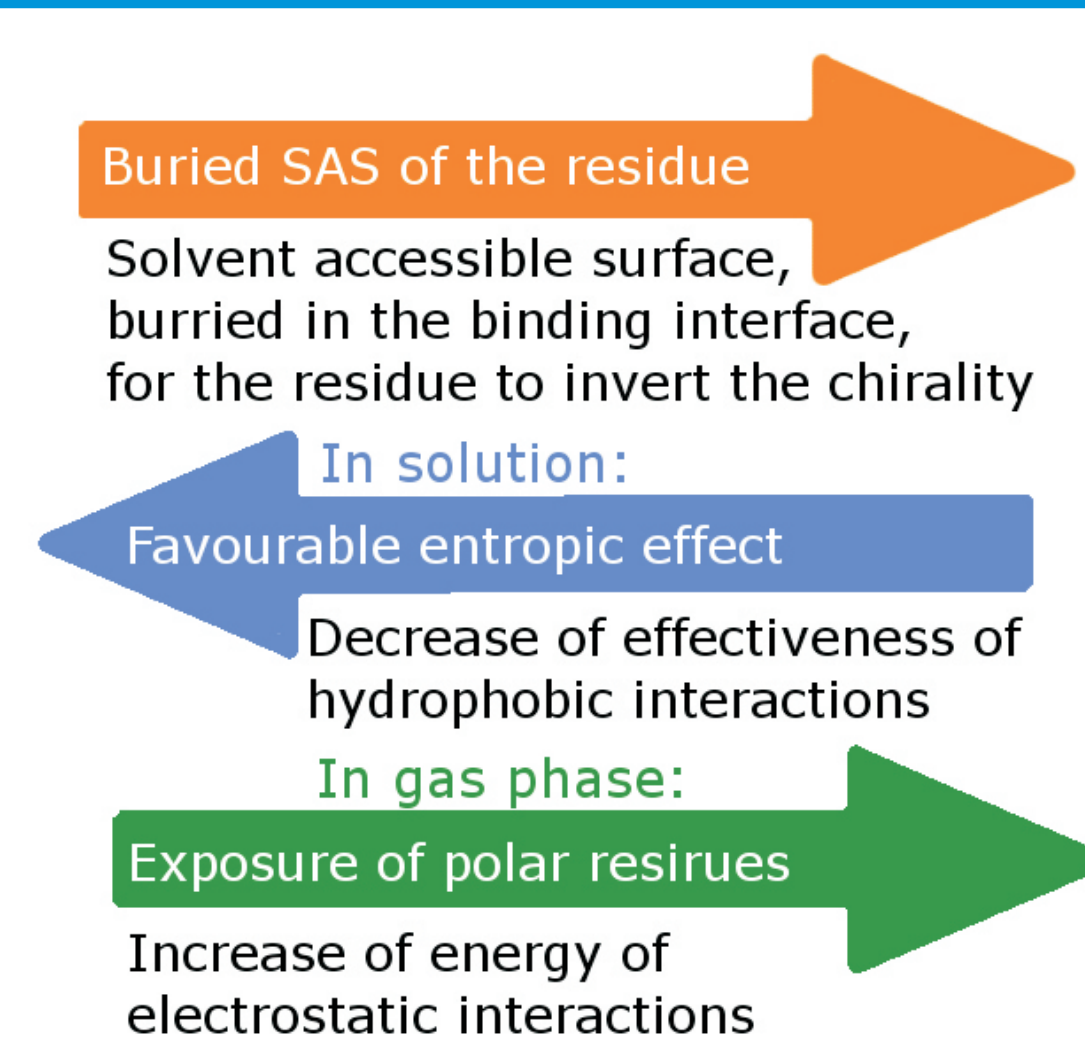 Buried SAS of the residue
Solvent accessible surface,
burried in the binding interface,
for the residue to invert the chirality
In solution:
Favourable entropic effect
Decrease of effectiveness of
hydrophobic interactions
In gas phase:
Exposure of polar resirues
Increase of energy of
electrostatic interactions